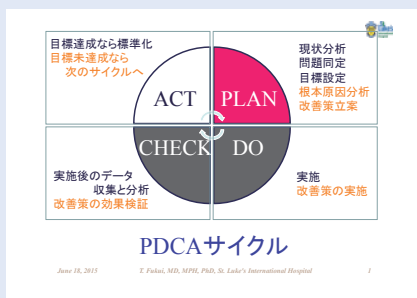 目標達成なら標準化
目標未達成なら
次のサイクルへ
現状分析
問題同定
目標設定
根本原因分析
改善策立案
ACT
PLAN
CHECK
DO
実施後のデータ
収集と分析
改善策の効果検証
実施
改善策の実施
PDCAサイクル
June 18, 2015
T. Fukui, MD, MPH, PhD, St. Luke's International Hospital
1